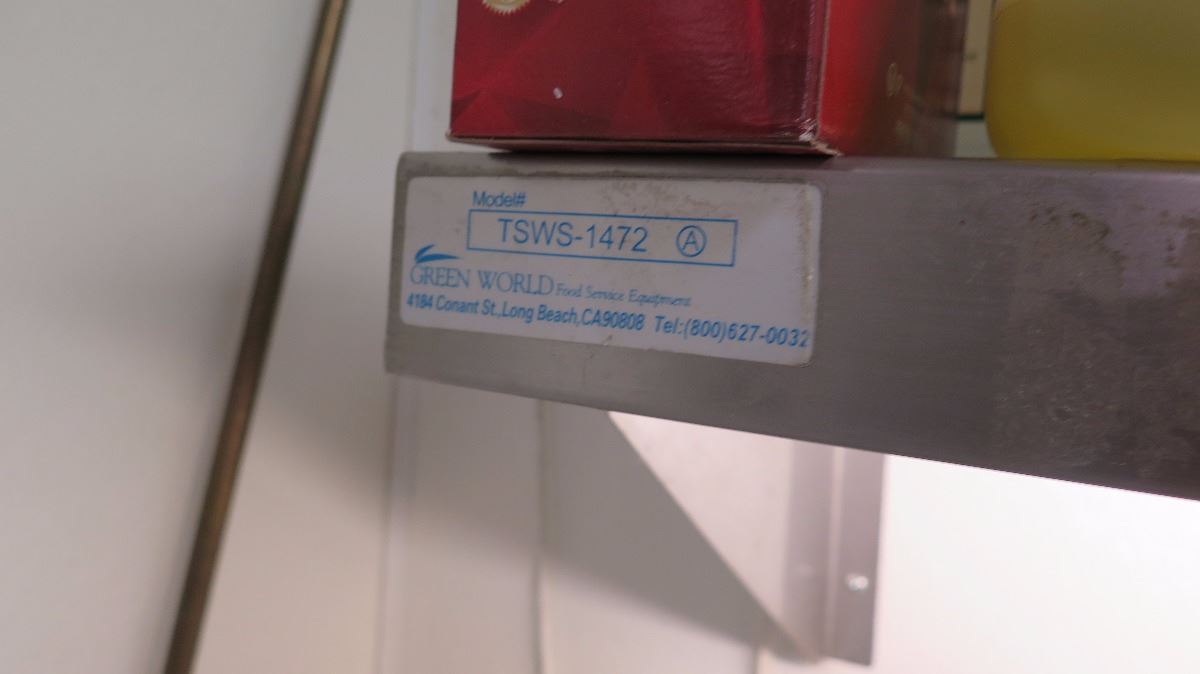 Model#
TSWS-1472 Ⓐ
GREEN WORLD Food Service Equipment
4184 Conant St.,Long Beach,CA90808 Tel:(800)627-0032